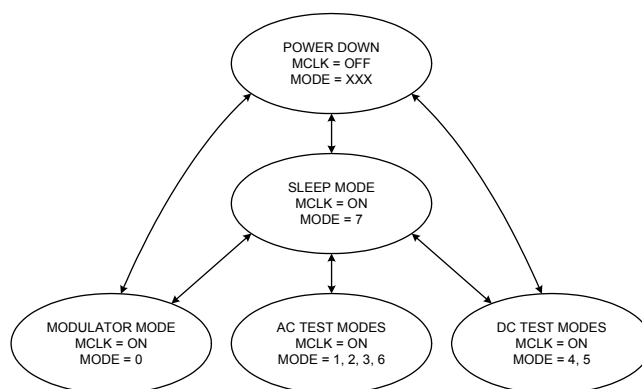 POWER DOWN
MCLK = OFF
MODE = XXX
SLEEP MODE
MCLK = ON
MODE = 7
MODULATOR MODE
MCLK = ON
MODE = 0
AC TEST MODES
MCLK = ON
MODE = 1, 2, 3, 6
DC TEST MODES
MCLK = ON
MODE = 4, 5